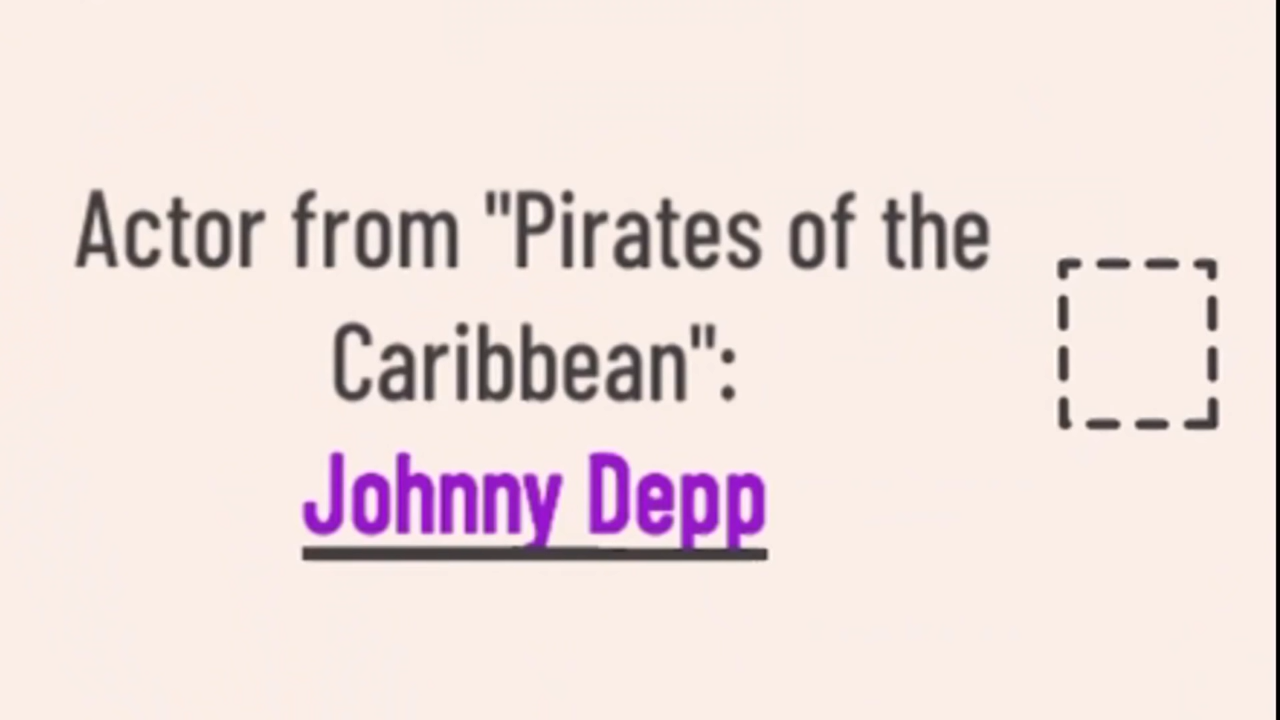 Actor from "Pirates of the
Caribbean":
Johnny Depp